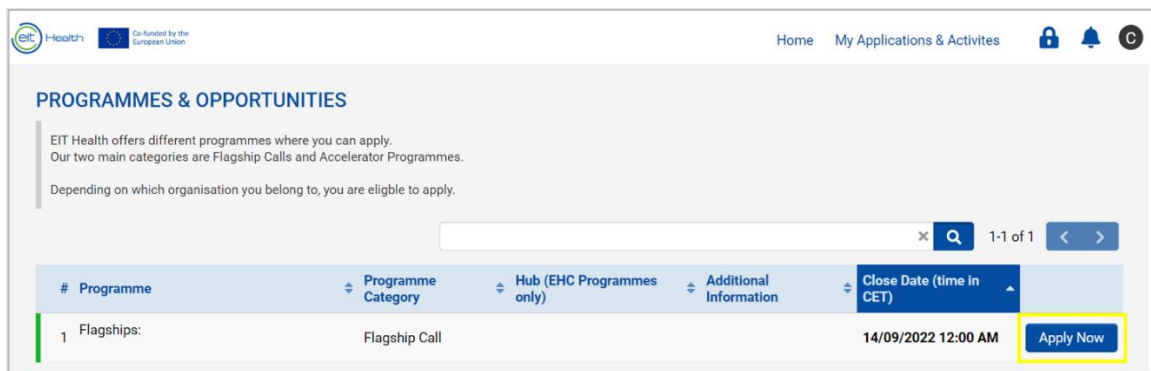 eit Health
Co-funded by the
European Union
Home My Applications & Activites C
PROGRAMMES & OPPORTUNITIES
EIT Health offers different programmes where you can apply.
Our two main categories are Flagship Calls and Accelerator Programmes.
Depending on which organisation you belong to, you are eligble to apply.
1-1 of 1
# Programme Programme Category Hub (EHC Programmes only) Additional Information Close Date (time in CET)
1 Flagships: Flagship Call 14/09/2022 12:00 AM Apply Now